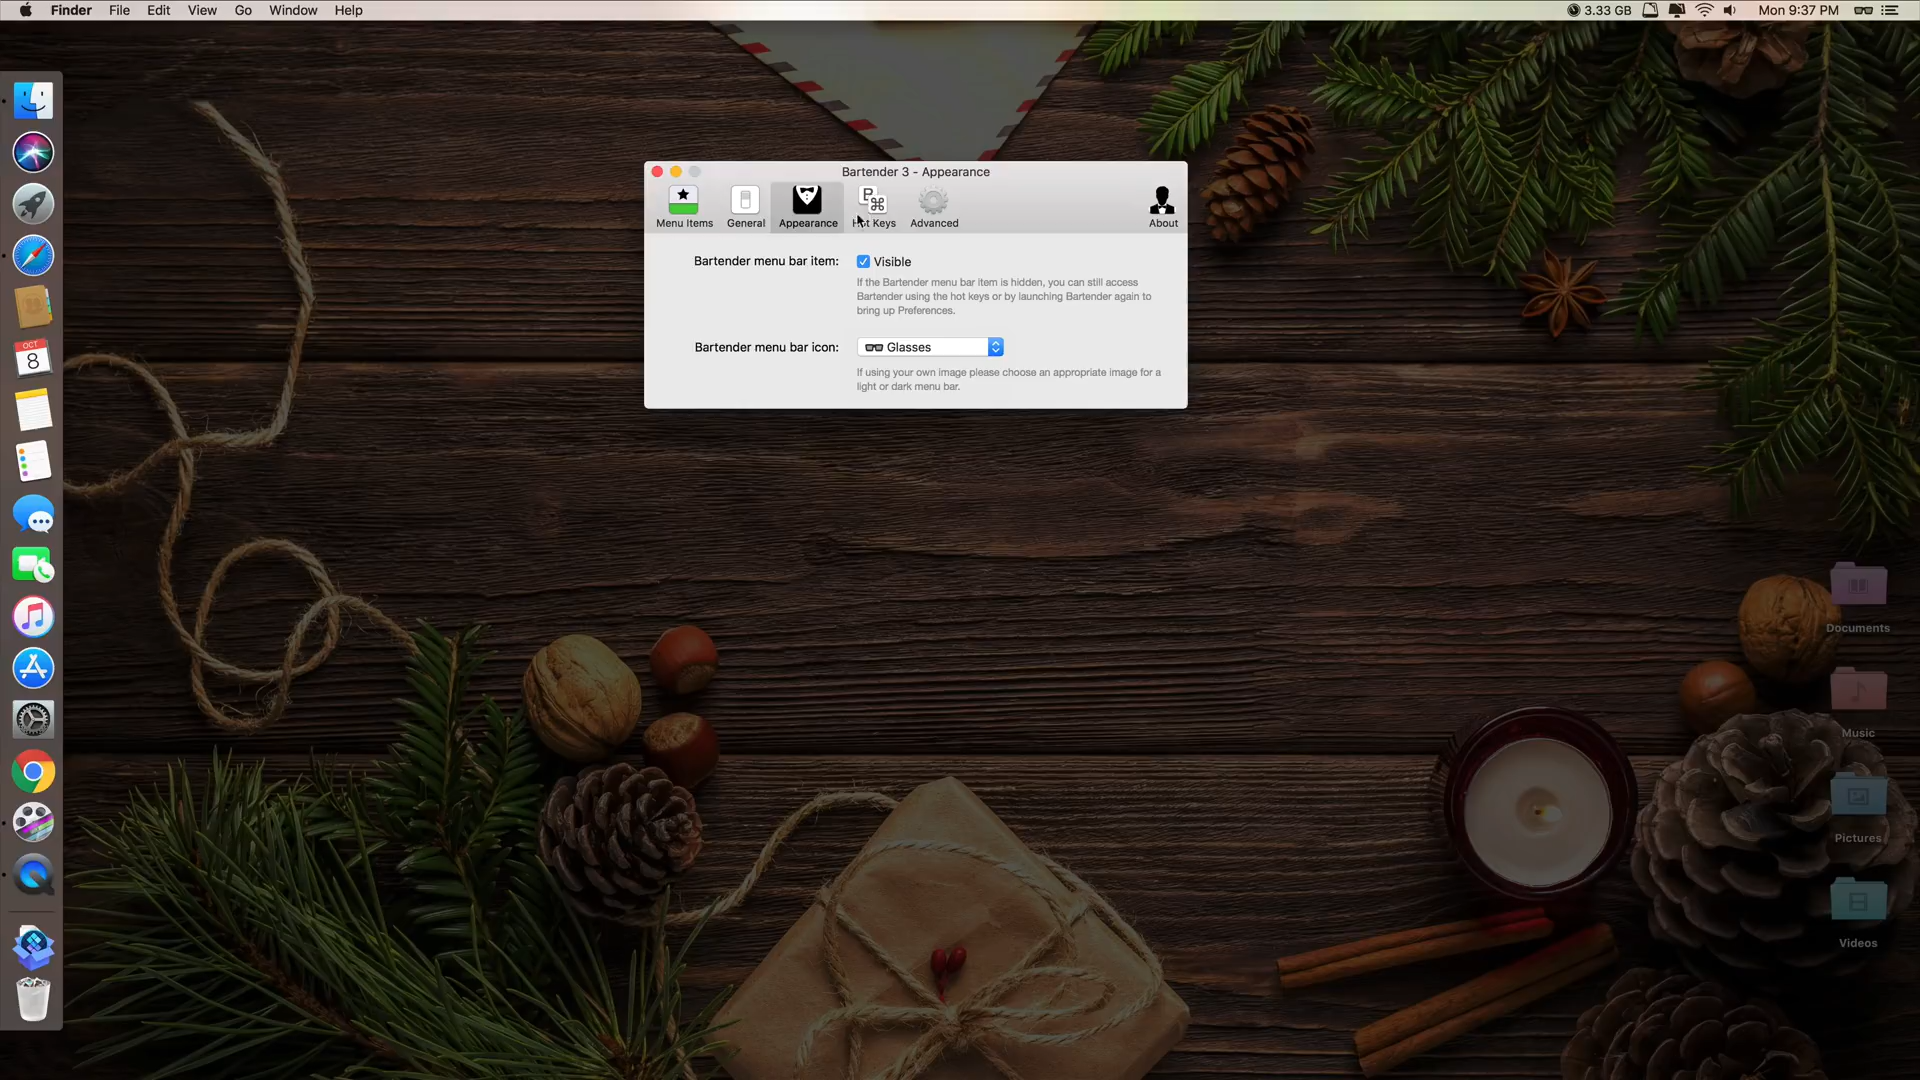 Finder File Edit View Go Window Help 3.33 GB Mon 9:37 PM
Bartender 3 - Appearance
Menu Items General Appearance Hot Keys Advanced About
Bartender menu bar item: Visible
If the Bartender menu bar item is hidden, you can still access
Bartender using the hot keys or by launching Bartender again to
bring up Preferences.
Bartender menu bar icon: Glasses
If using your own image please choose an appropriate image for a
light or dark menu bar.
OCT
8
Documents
Music
Pictures
Videos